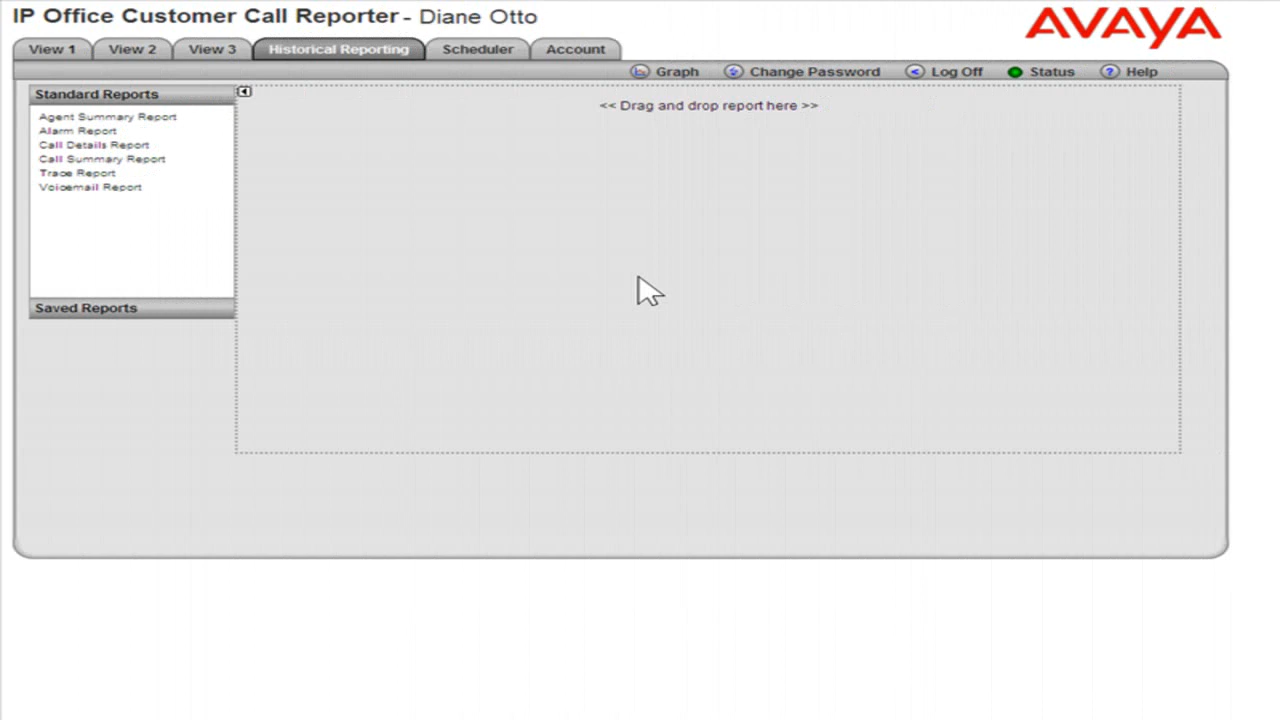 IP Office Customer Call Reporter - Diane Otto
AVAYA
View 1 View 2 View 3 Historical Reporting Scheduler Account
Graph Change Password Log Off Status Help
Standard Reports
<< Drag and drop report here >>
Agent Summary Report
Alarm Report
Call Details Report
Call Summary Report
Trace Report
Voicemail Report
Saved Reports